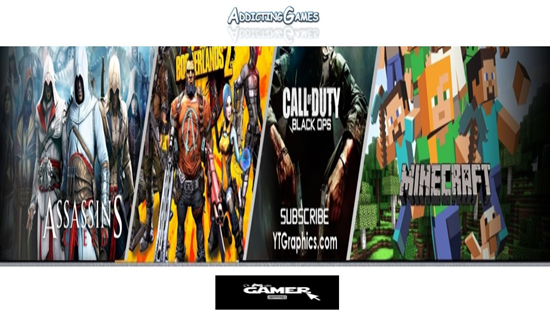 ADDICTINGGAMES
BORDERLANDS 2
CALL OF DUTY
BLACK OPS
ASSASSIN'S
MINECRAFT
SUBSCRIBE
YTGraphics.com
GAMER